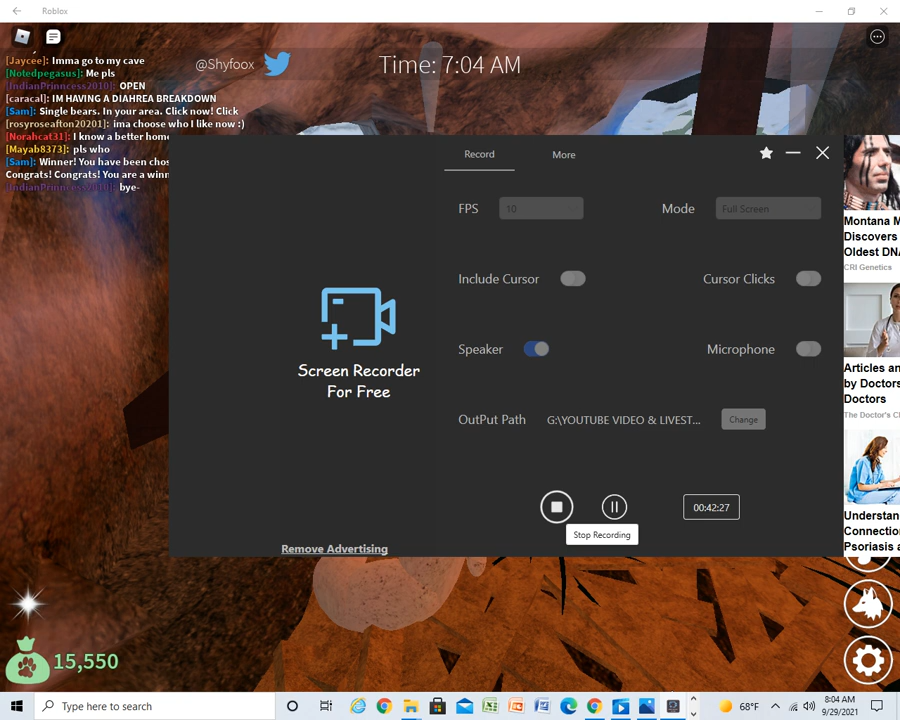 Roblox
@Shyfoox
Time: 7:04 AM
[Jaycee]: Imma go to my cave
[Notedpegasus]: Me pls
[IndianPrinncess2010]: OPEN
[caracal]: IM HAVING A DIAHREA BREAKDOWN
[Sam]: Single bears. In your area. Click now! Click
[rosyroseafton20201]: ima choose who I like now :)
[Norahcat31]: I know a better home
[Mayab8373]: pls who
[Sam]: Winner! You have been chos
Congrats! Congrats! You are a winn
[IndianPrinncess2010]: bye-
Record
More
FPS
10
Mode
Full Screen
Include Cursor
Cursor Clicks
Speaker
Microphone
OutPut Path
G:\YOUTUBE VIDEO & LIVEST...
Change
Screen Recorder
For Free
00:42:27
Stop Recording
Remove Advertising
Montana M
Discovers
Oldest DNA
CRI Genetics
Articles an
by Doctors
Doctors
The Doctor's Cl
Understan
Connection
Psoriasis a
15,550
Type here to search
68°F
8:04 AM
9/29/2021